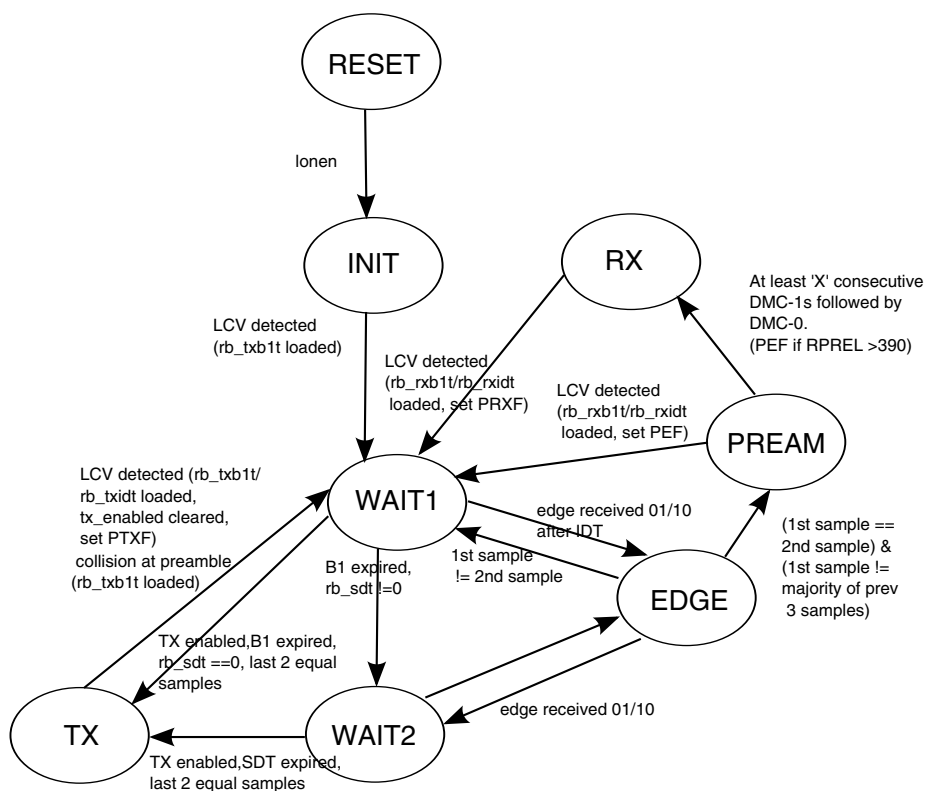 RESET
Ionen
INIT
RX
At least 'X' consecutive
DMC-1s followed by
DMC-0.
(PEF if RPREL >390)
LCV detected
(rb_txb1t loaded)
LCV detected
(rb_rxb1t/rb_rxidt
loaded, set PRXF)
LCV detected
(rb_rxb1t/rb_rxidt
loaded, set PEF)
PREAM
LCV detected (rb_txb1t/
rb_txidt loaded,
tx_enabled cleared,
set PTXF)
collision at preamble
(rb_txb1t loaded)
WAIT1
edge received 01/10
after IDT
(1st sample ==
2nd sample) &
(1st sample !=
majority of prev
3 samples)
1st sample
!= 2nd sample
B1 expired,
rb_sdt !=0
EDGE
TX enabled,B1 expired,
rb_sdt ==0, last 2 equal
samples
edge received 01/10
TX
WAIT2
TX enabled,SDT expired,
last 2 equal samples